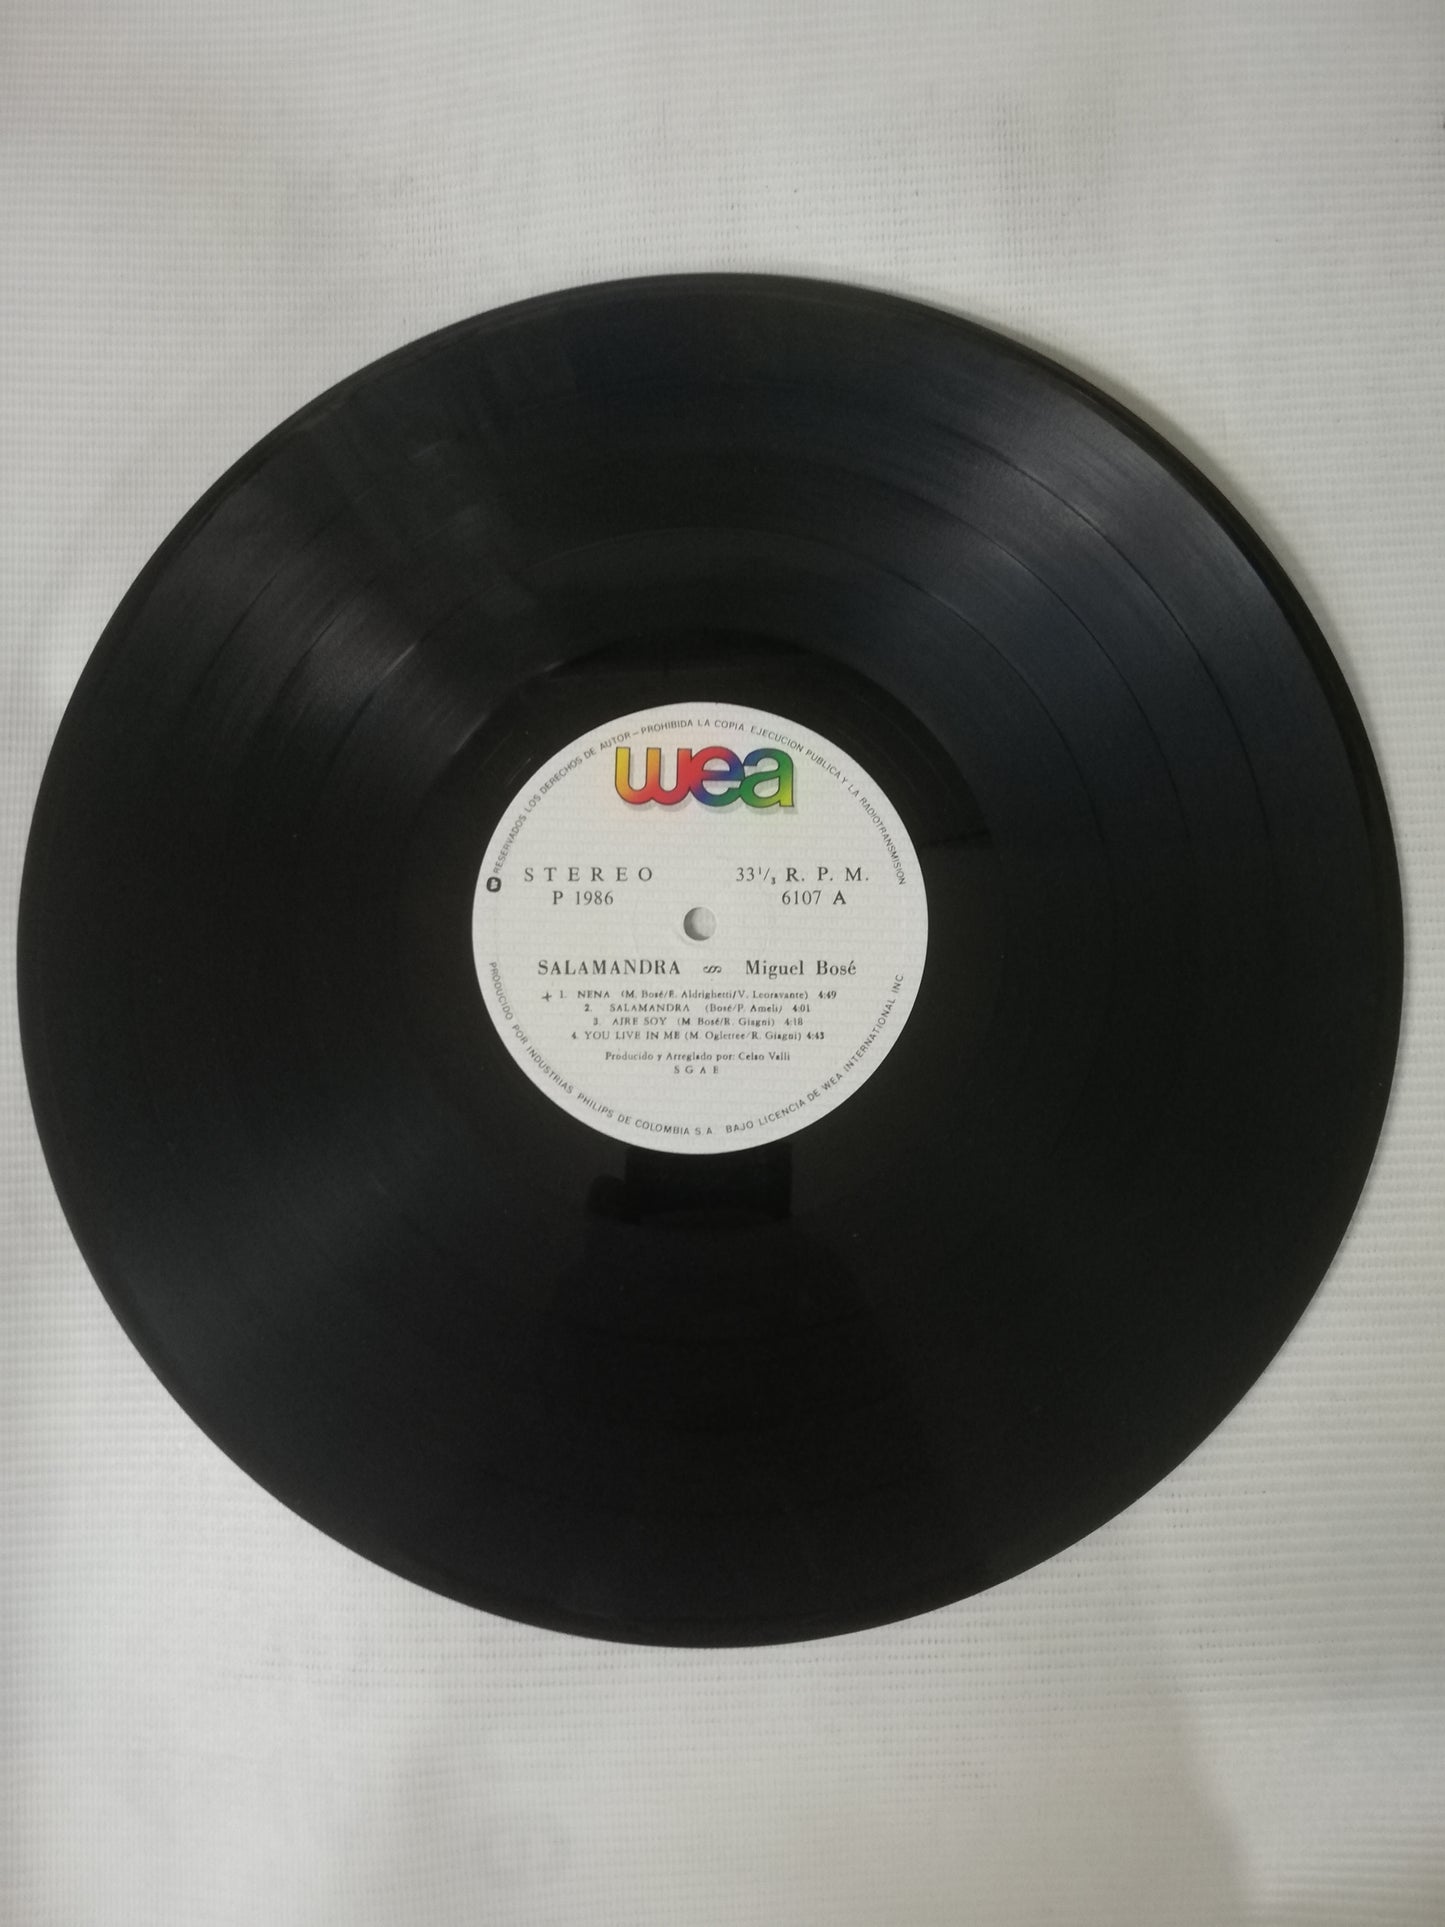 RESERVADOS LOS DERECHOS DE AUTOR - PROHIBIDA LA COPIA EJECUCION PUBLICA Y LA RADIOTRANSMISION
wea
STEREO 33 1/3 R. P. M.
P 1986 6107 A
SALAMANDRA Miguel Bosé
+ 1. NENA (M. Bosé/E. Aldrighetti/V. Leoravante) 4:49
2. SALAMANDRA (Bosé/P. Ameli) 4:01
3. AIRE SOY (M. Bosé/R. Giagni) 4:18
4. YOU LIVE IN ME (M. Ogletree/R. Giagni) 4:43
Producido y Arreglado por: Celso Valli
S G A E
PRODUCIDO POR INDUSTRIAS PHILIPS DE COLOMBIA S.A. BAJO LICENCIA DE WEA INTERNATIONAL INC.